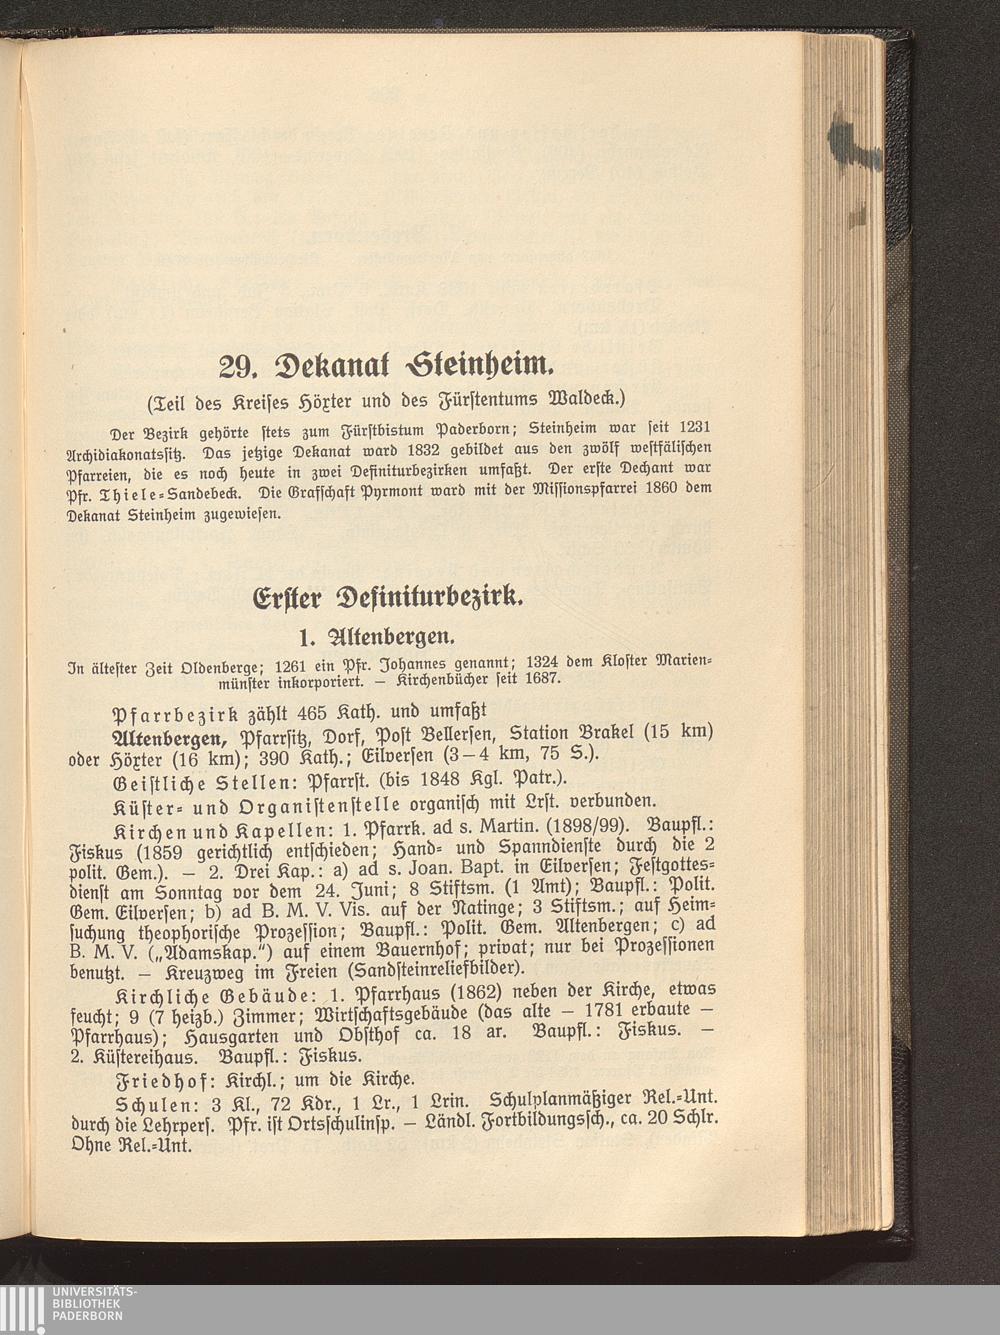 29. Dekanat Steinheim.
(Teil des Kreises Höxter und des Fürstentums Waldeck.)
Der Bezirk gehörte stets zum Fürstbistum Paderborn; Steinheim war seit 1231
Archidiakonatssitz. Das jetzige Dekanat ward 1832 gebildet aus den zwölf westfälischen
Pfarreien, die es noch heute in zwei Definiturbezirken umfaßt. Der erste Dechant war
Pfr. Thiele-Sandebeck. Die Grafschaft Pyrmont ward mit der Missionspfarrei 1860 dem
Dekanat Steinheim zugewiesen.
Erster Definiturbezirk.
1. Altenbergen.
In ältester Zeit Oldenberge; 1261 ein Pfr. Johannes genannt; 1324 dem Kloster Marien-
münster inkorporiert. — Kirchenbücher seit 1687.
Pfarrbezirk zählt 465 Kath. und umfaßt
Altenbergen, Pfarrsitz, Dorf, Post Bellersen, Station Brakel (15 km)
oder Höxter (16 km); 390 Kath.; Eilversen (3—4 km, 75 S.).
Geistliche Stellen: Pfarrst. (bis 1848 Kgl. Patr.).
Küster- und Organistenstelle organisch mit Lrst. verbunden.
Kirchen und Kapellen: 1. Pfarrk. ad s. Martin. (1898/99). Baupfl.:
Fiskus (1859 gerichtlich entschieden; Hand- und Spanndienste durch die 2
polit. Gem.). — 2. Drei Kap.: a) ad s. Joan. Bapt. in Eilversen; Festgottes-
dienst am Sonntag vor dem 24. Juni; 8 Stiftsm. (1 Amt); Baupfl.: Polit.
Gem. Eilversen; b) ad B. M. V. Vis. auf der Natinge; 3 Stiftsm.; auf Heim-
suchung theophorische Prozession; Baupfl.: Polit. Gem. Altenbergen; c) ad
B. M. V. („Adamskap.") auf einem Bauernhof; privat; nur bei Prozessionen
benutzt. — Kreuzweg im Freien (Sandsteinreliefbilder).
Kirchliche Gebäude: 1. Pfarrhaus (1862) neben der Kirche, etwas
feucht; 9 (7 heizb.) Zimmer; Wirtschaftsgebäude (das alte — 1781 erbaute —
Pfarrhaus); Hausgarten und Obsthof ca. 18 ar. Baupfl.: Fiskus. —
2. Küstereihaus. Baupfl.: Fiskus.
Friedhof: Kirchl.; um die Kirche.
Schulen: 3 Kl., 72 Kdr., 1 Lr., 1 Lrin. Schulplanmäßiger Rel.-Unt.
durch die Lehrpers. Pfr. ist Ortsschulinsp. — Ländl. Fortbildungssch., ca. 20 Schlr.
Ohne Rel.-Unt.
UNIVERSITÄTS-
BIBLIOTHEK
PADERBORN